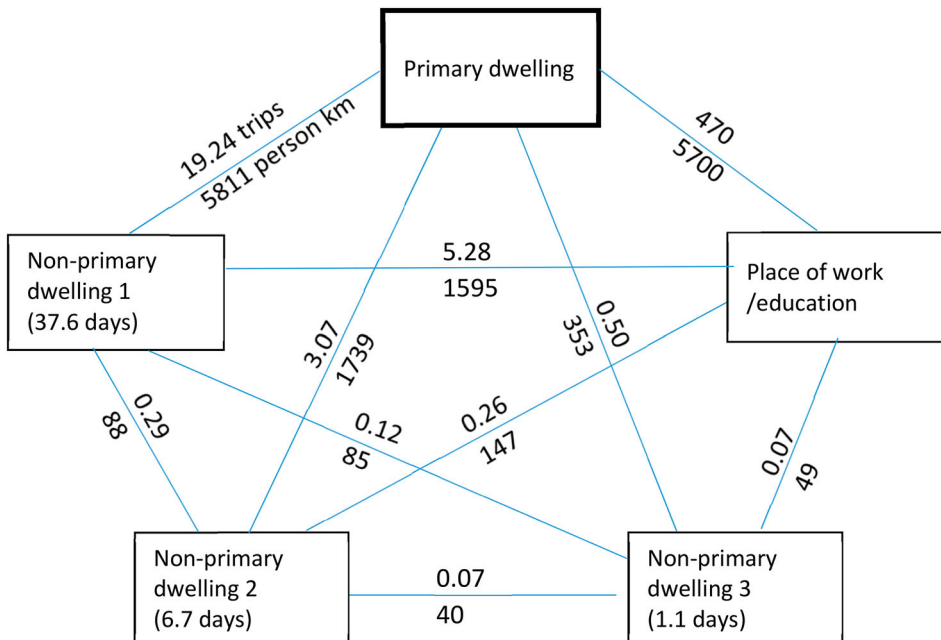 Primary dwelling
19.24 trips
5811 person km
470
5700
Non-primary
dwelling 1
(37.6 days)
5.28
1595
Place of work
/education
3.07
1739
0.50
353
0.29
88
0.12
85
0.26
147
0.07
49
Non-primary
dwelling 2
(6.7 days)
0.07
40
Non-primary
dwelling 3
(1.1 days)